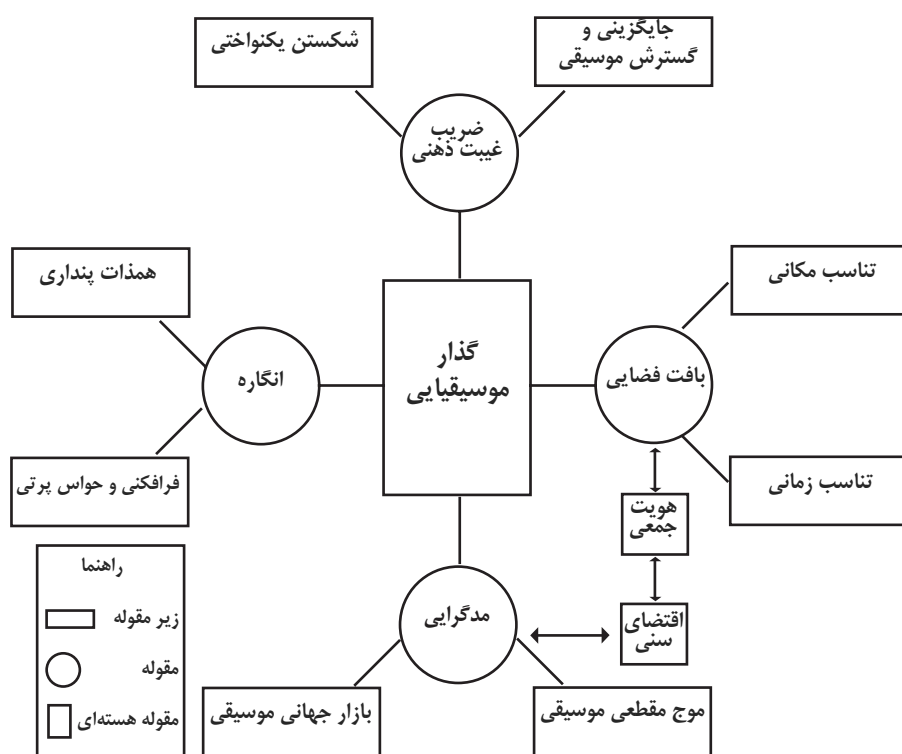 جایگزینی و
گسترش موسیقی
شکستن یکنواختی
ضریب
غیبت ذهنی
تناسب مکانی
همذات پنداری
گذار
موسیقیایی
بافت فضایی
انگاره
تناسب زمانی
فرافکنی و حواس پرتی
هویت
جمعی
اقتضای
سنی
مدگرایی
موج مقطعی موسیقی
بازار جهانی موسیقی
راهنما
زیر مقوله
مقوله
مقوله هسته‌ای